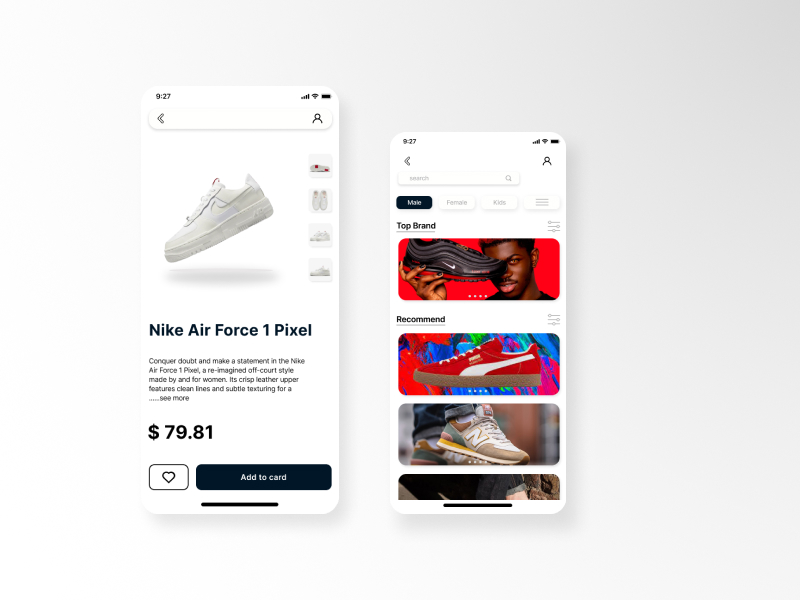 9:27
Nike Air Force 1 Pixel
Conquer doubt and make a statement in the Nike
Air Force 1 Pixel, a re-imagined off-court style
made by and for women. Its crisp leather upper
features clean lines and subtle texturing for a
.....see more
$ 79.81
Add to card
9:27
search
Male
Female
Kids
Top Brand
Recommend